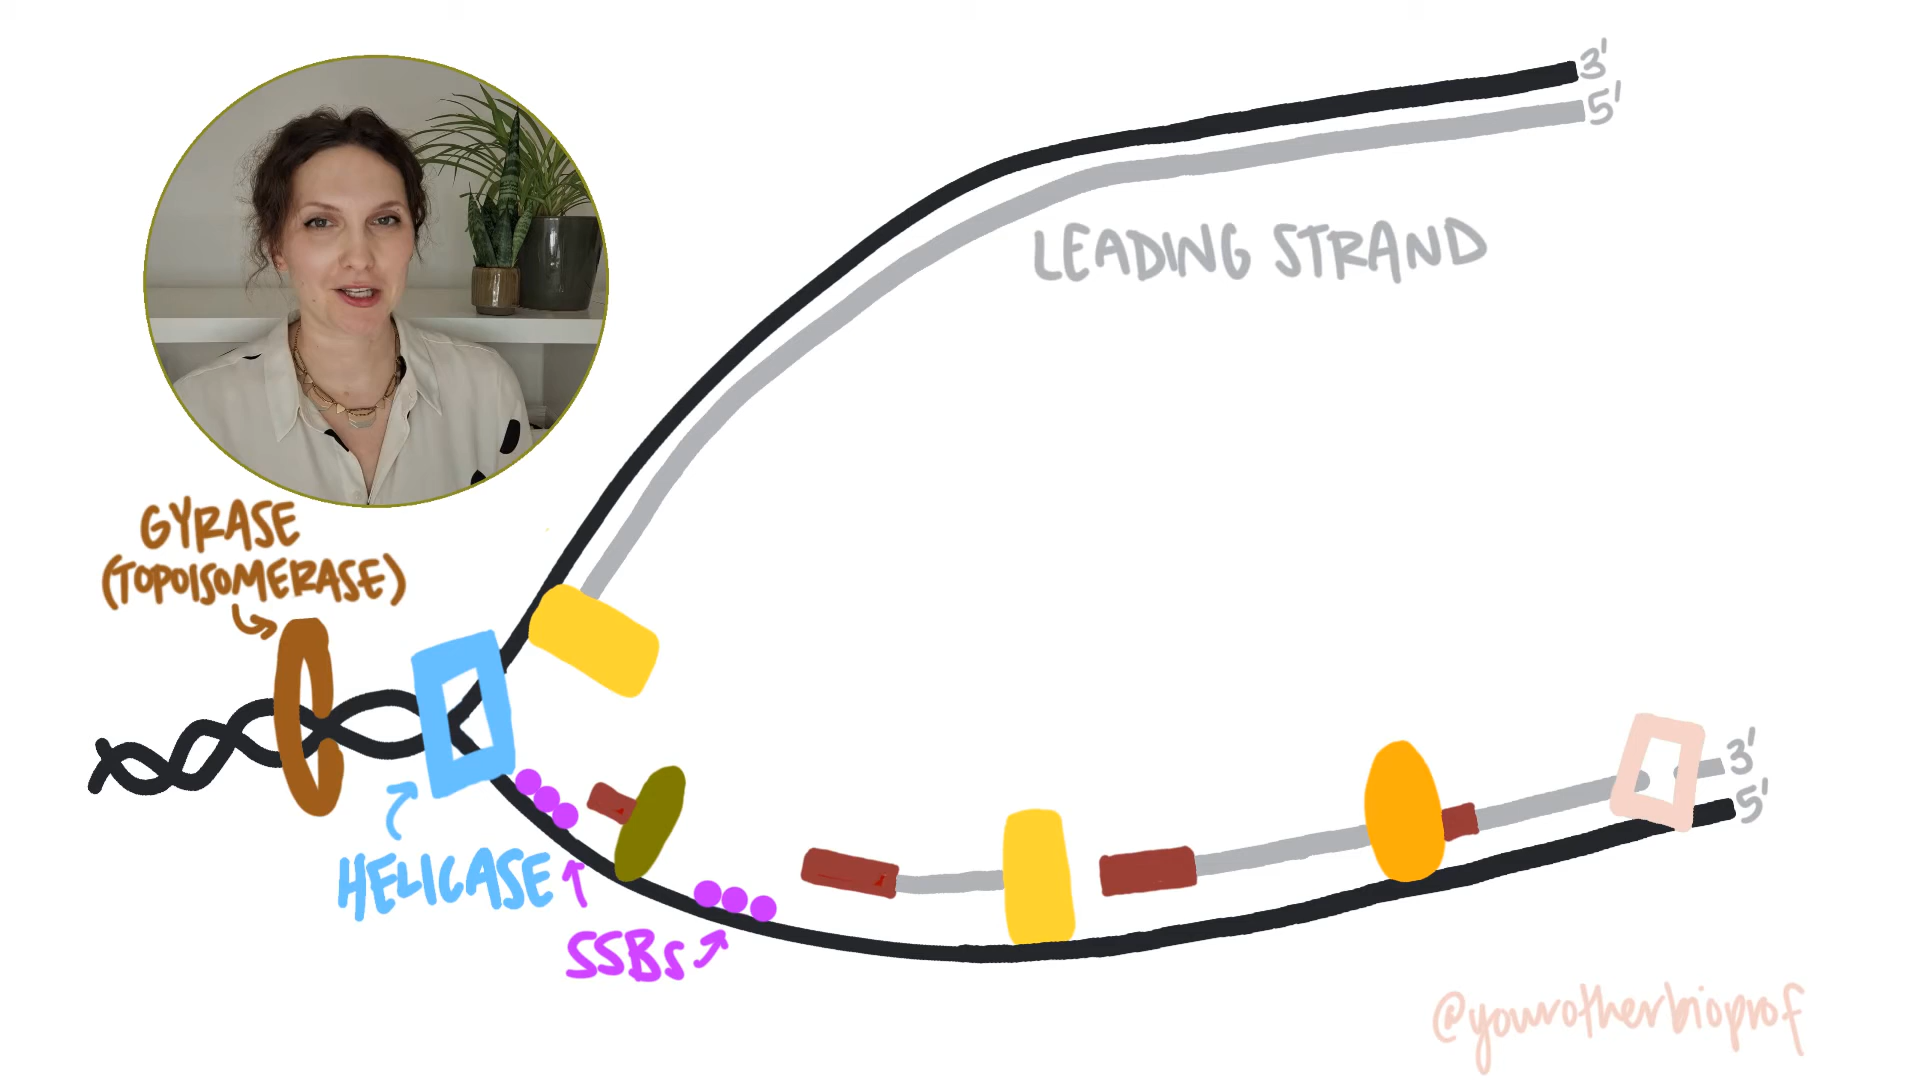 3'
5'
LEADING STRAND
GYRASE
(TOPOISOMERASE)
HELICASE
SSBs
3'
5'
@yourotherbioprof